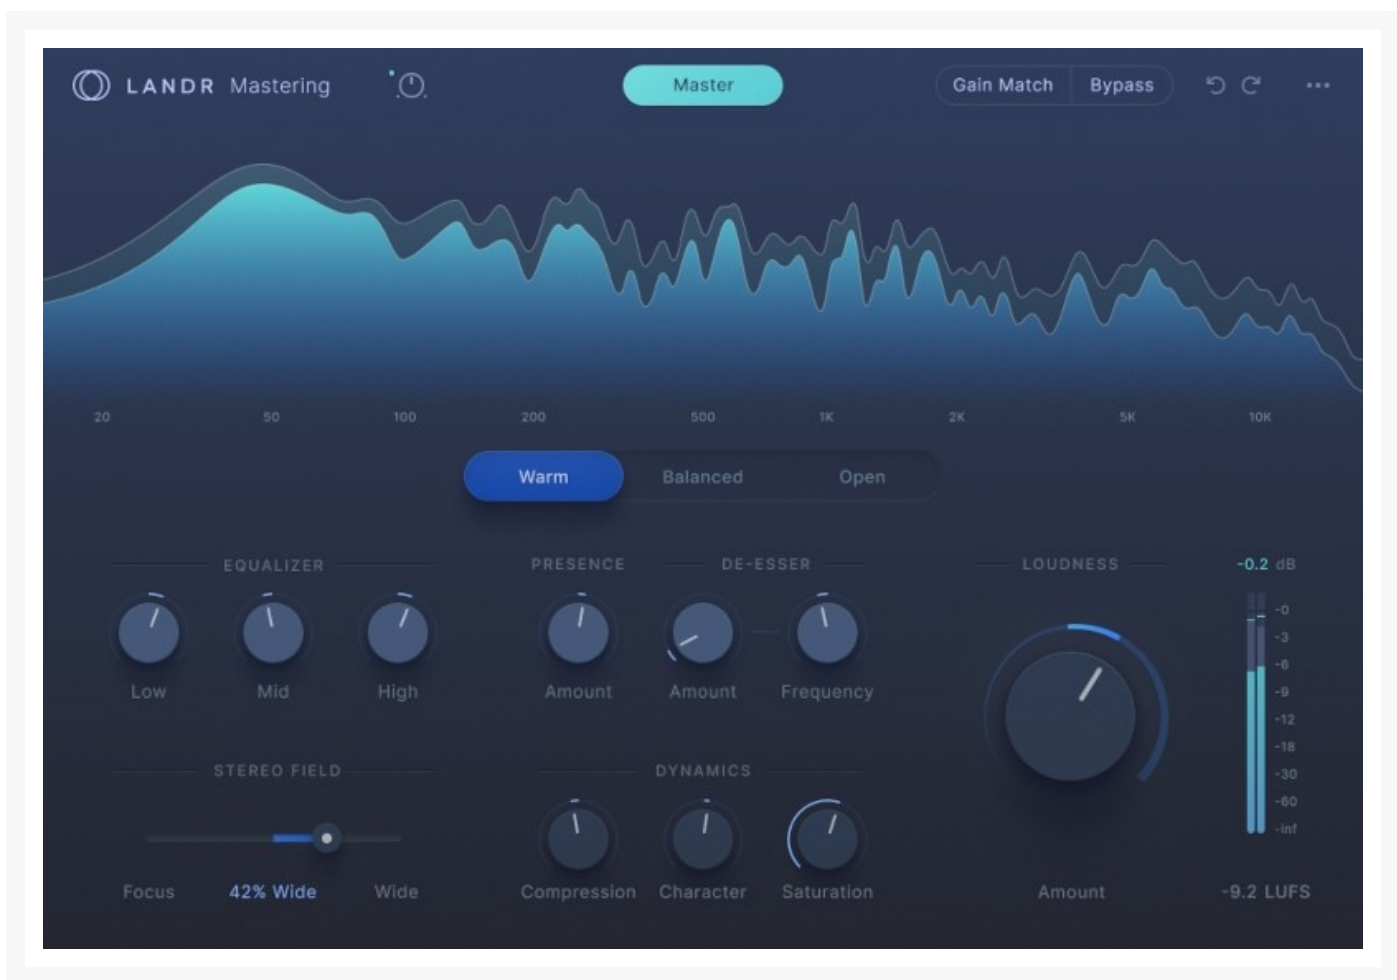 LANDR Mastering
Master
Gain Match Bypass
20 50 100 200 500 1K 2K 5K 10K
Warm Balanced Open
EQUALIZER PRESENCE DE-ESSER LOUDNESS -0.2 dB
-0
-3
-6
-9
-12
-18
-30
-60
-inf
Low Mid High Amount Amount Frequency
STEREO FIELD DYNAMICS
Focus 42% Wide Wide Compression Character Saturation Amount -9.2 LUFS